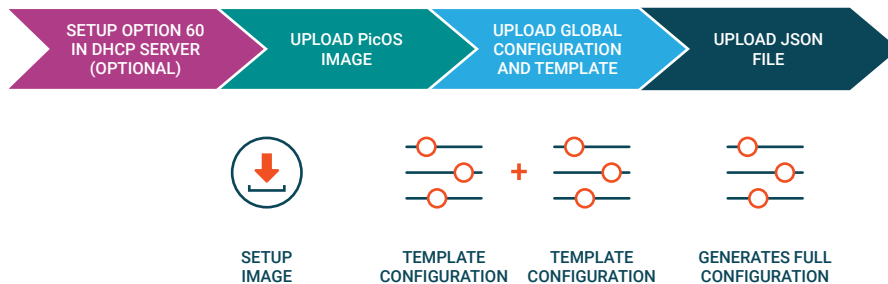 SETUP OPTION 60
IN DHCP SERVER
(OPTIONAL)
UPLOAD PicOS
IMAGE
UPLOAD GLOBAL
CONFIGURATION
AND TEMPLATE
UPLOAD JSON
FILE
+
SETUP
IMAGE
TEMPLATE
CONFIGURATION
TEMPLATE
CONFIGURATION
GENERATES FULL
CONFIGURATION